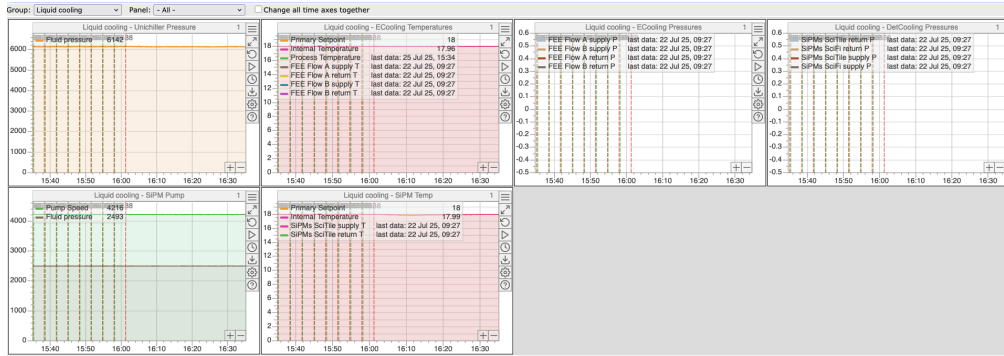 Group: Liquid cooling Panel: - All - Change all time axes together
Liquid cooling - Unichiller Pressure 1
Fluid pressure 6142
6000
5000
4000
3000
2000
1000
0
15:40 15:50 16:00 16:10 16:20 16:30
Liquid cooling - ECooling Temperatures 1
Primary Setpoint 18
Internal Temperature 17.96
Process Temperature last data: 25 Jul 25, 15:34
FEE Flow A supply T last data: 22 Jul 25, 09:27
FEE Flow A return T last data: 22 Jul 25, 09:27
FEE Flow B supply T last data: 22 Jul 25, 09:27
FEE Flow B return T last data: 22 Jul 25, 09:27
18
16
14
12
10
8
6
4
2
0
15:40 15:50 16:00 16:10 16:20 16:30
Liquid cooling - ECooling Pressures 1
FEE Flow A supply P last data: 22 Jul 25, 09:27
FEE Flow B supply P last data: 22 Jul 25, 09:27
FEE Flow A return P last data: 22 Jul 25, 09:27
FEE Flow B return P last data: 22 Jul 25, 09:27
0.6
0.5
0.4
0.3
0.2
0.1
0
-0.1
-0.2
-0.3
-0.4
-0.5
15:40 15:50 16:00 16:10 16:20 16:30
Liquid cooling - DetCooling Pressures 1
SiPMs SciTile return P last data: 22 Jul 25, 09:27
SiPMs SciFi return P last data: 22 Jul 25, 09:27
SiPMs SciTile supply P last data: 22 Jul 25, 09:27
SiPMs SciFi supply P last data: 22 Jul 25, 09:27
0.6
0.5
0.4
0.3
0.2
0.1
0
-0.1
-0.2
-0.3
-0.4
-0.5
15:40 15:50 16:00 16:10 16:20 16:30
Liquid cooling - SiPM Pump 1
Pump Speed 4216
Fluid pressure 2493
4000
3000
2000
1000
0
15:40 15:50 16:00 16:10 16:20 16:30
Liquid cooling - SiPM Temp 1
Primary Setpoint 18
Internal Temperature 17.99
SiPMs SciTile supply T last data: 22 Jul 25, 09:27
SiPMs SciTile return T last data: 22 Jul 25, 09:27
18
16
14
12
10
8
6
4
2
0
15:40 15:50 16:00 16:10 16:20 16:30